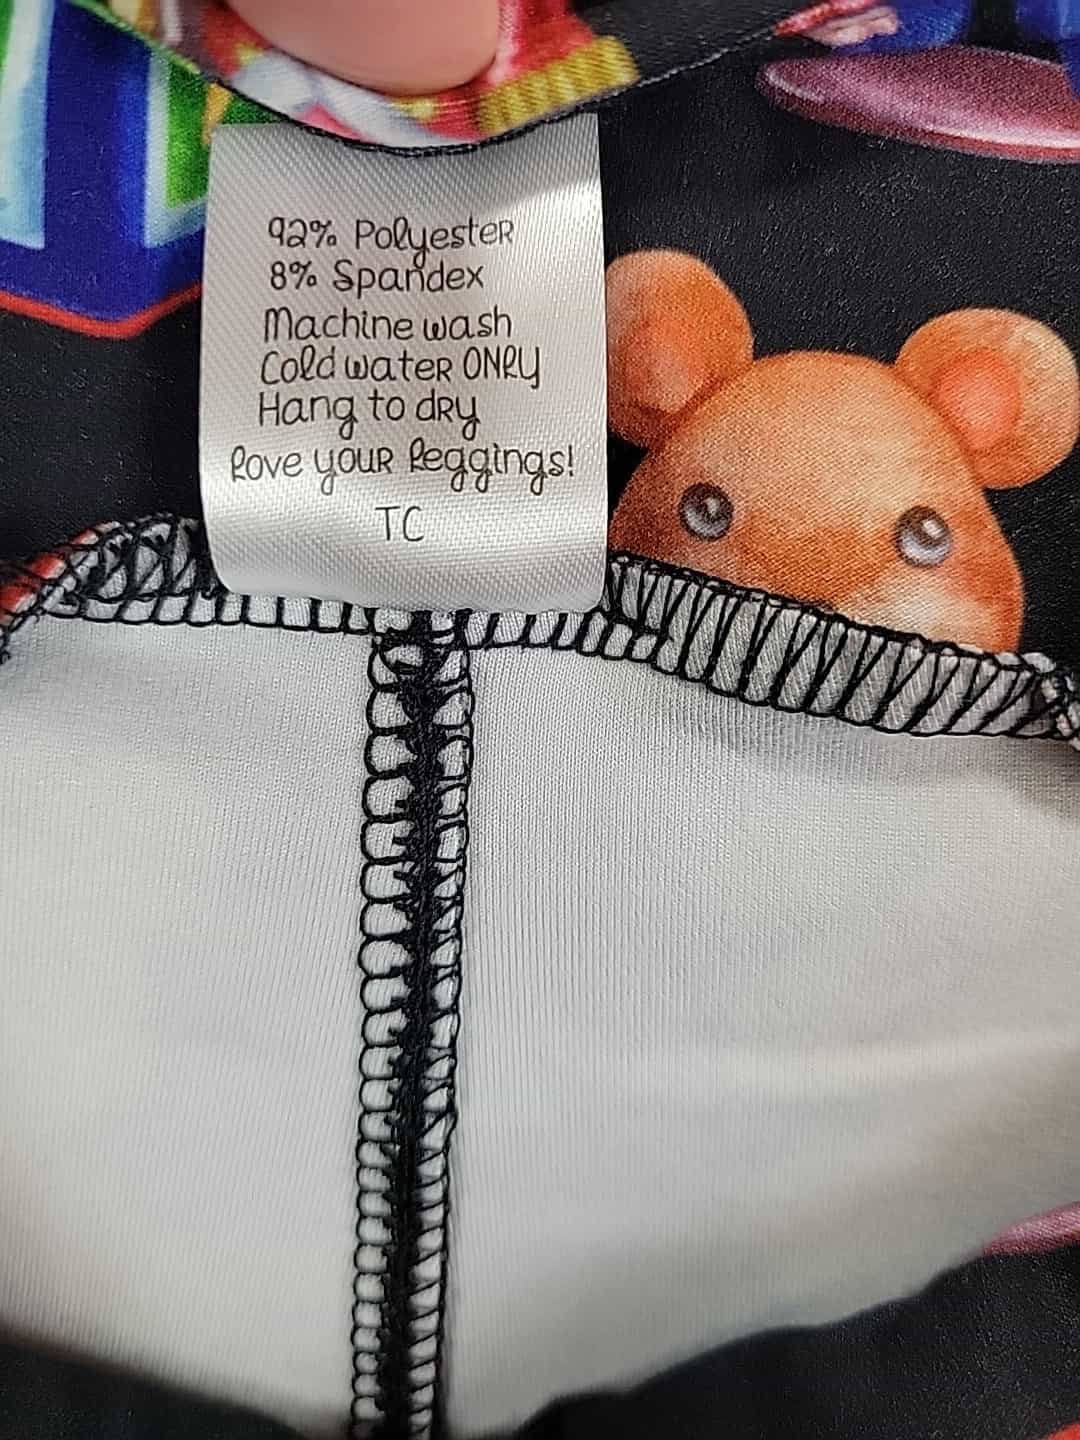 92% Polyester
8% Spandex
Machine wash
Cold water ONLY
Hang to dry
Love your leggings!
TC